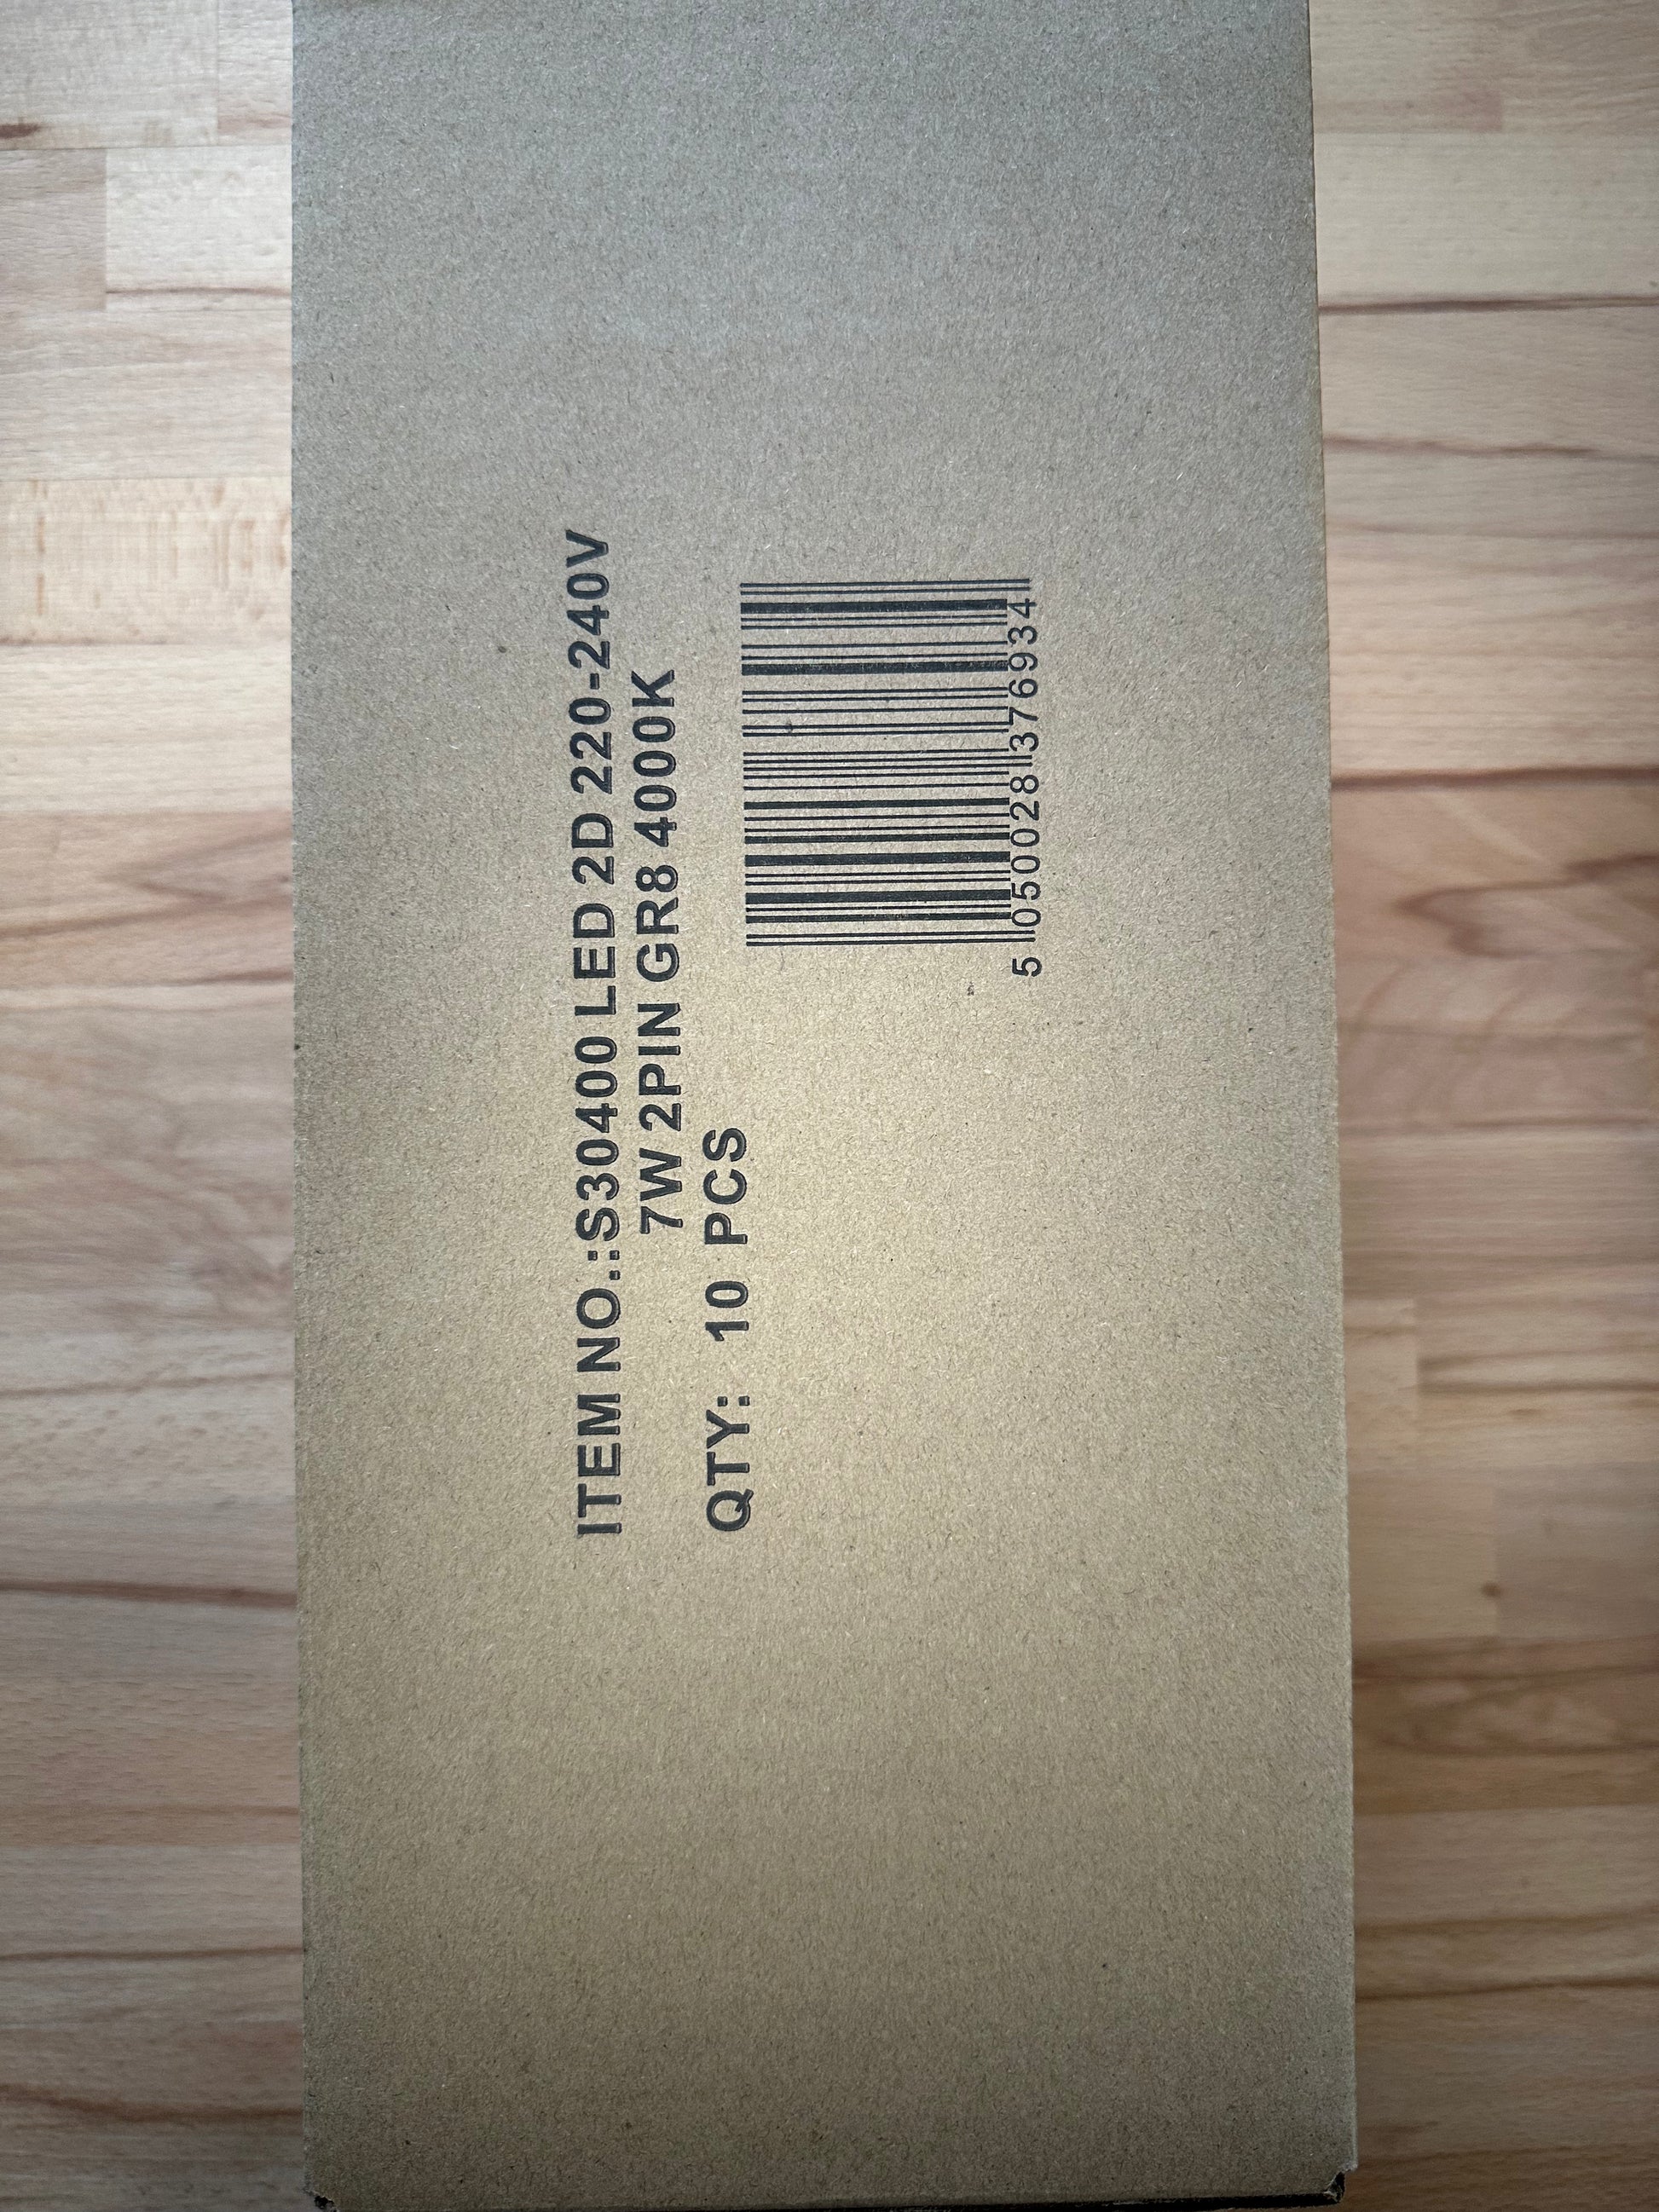 ITEM NO.:S30400 LED 2D 220-240V
7W 2PIN GR8 4000K
QTY: 10 PCS
5 050028 376934